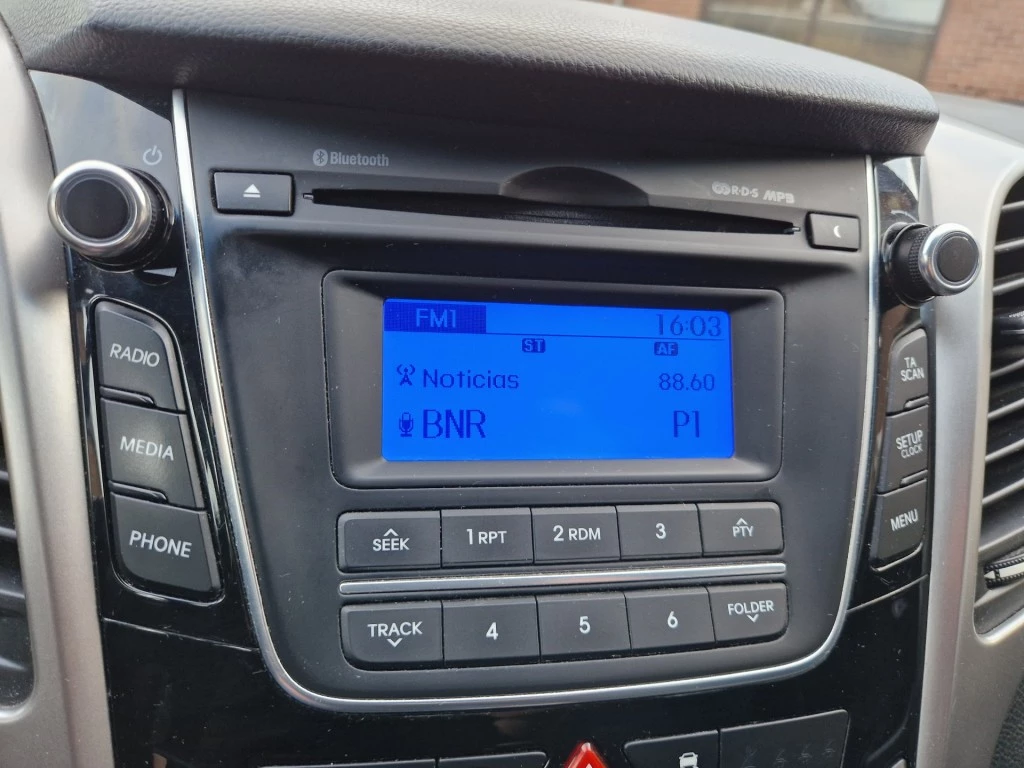 Bluetooth
R·D·S MP3
FM1 16:03
ST AF
Noticias 88.60
BNR P1
RADIO
MEDIA
PHONE
TA
SCAN
SETUP
CLOCK
MENU
SEEK 1 RPT 2 RDM 3 PTY
TRACK 4 5 6 FOLDER